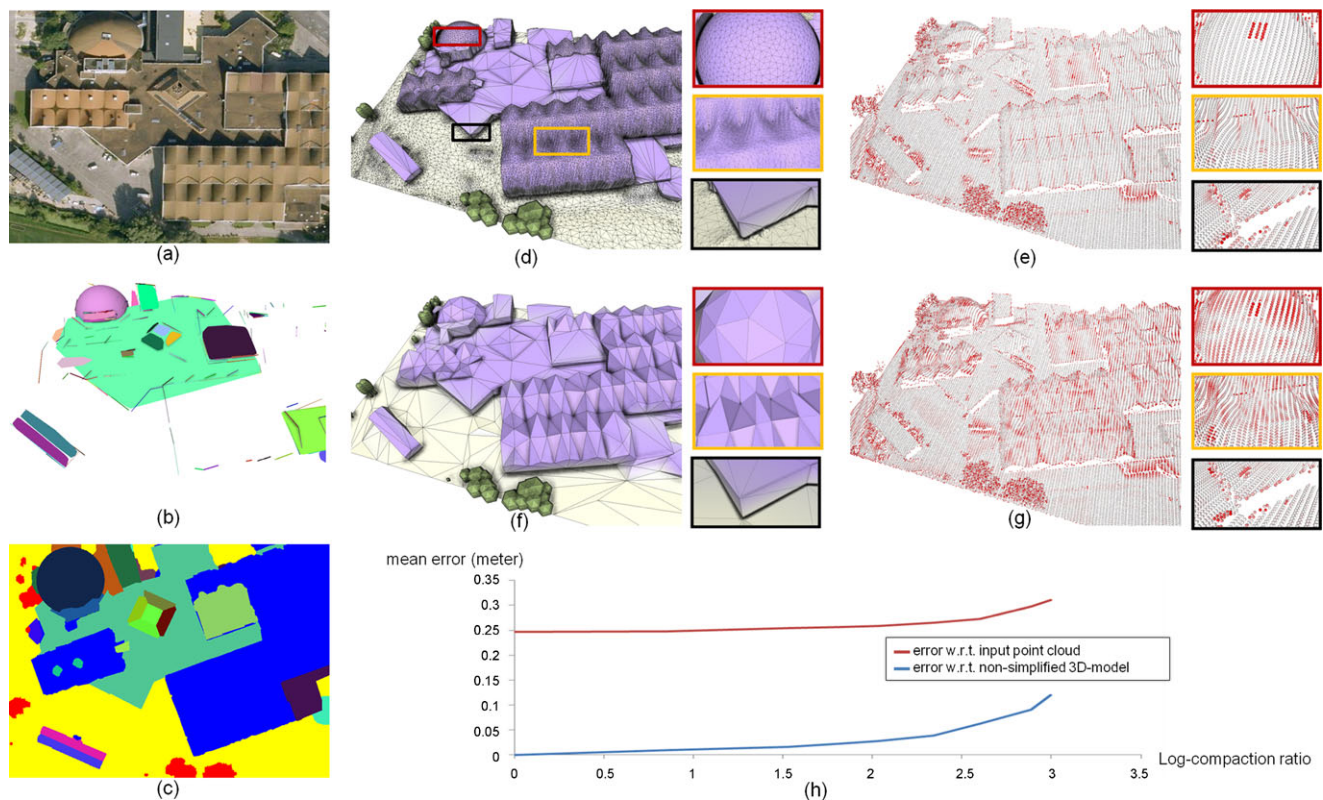 (a)
(d)
(e)
(b)
(f)
(g)
(c)
mean error (meter)
0.35
0.3
0.25
0.2
0.15
0.1
0.05
0
error w.r.t. input point cloud
error w.r.t. non-simplified 3D-model
0 0.5 1 1.5 2 2.5 3 3.5
Log-compaction ratio
(h)